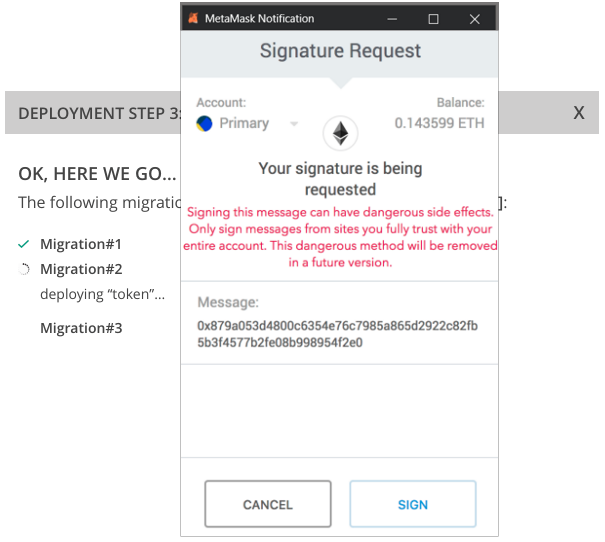 MetaMask Notification
Signature Request
Account:
Balance:
Primary
0.143599 ETH
Your signature is being
requested
Signing this message can have dangerous side effects.
Only sign messages from sites you fully trust with your
entire account. This dangerous method will be removed
in a future version.
Message:
0x879a053d4800c6354e76c7985a865d2922c82fb
5b3f4577b2fe08b998954f2e0
CANCEL
SIGN
DEPLOYMENT STEP 3:
X
OK, HERE WE GO...
The following migratio
]:
Migration#1
Migration#2
deploying “token”...
Migration#3